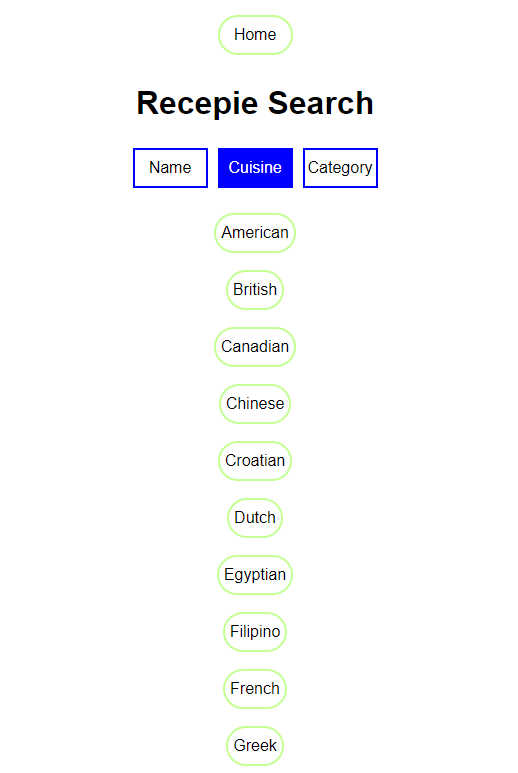 Home
Recepie Search
Name Cuisine Category
American
British
Canadian
Chinese
Croatian
Dutch
Egyptian
Filipino
French
Greek